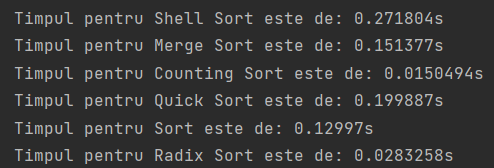 Timpul pentru Shell Sort este de: 0.271804s
Timpul pentru Merge Sort este de: 0.151377s
Timpul pentru Counting Sort este de: 0.0150494s
Timpul pentru Quick Sort este de: 0.199887s
Timpul pentru Sort este de: 0.12997s
Timpul pentru Radix Sort este de: 0.0283258s